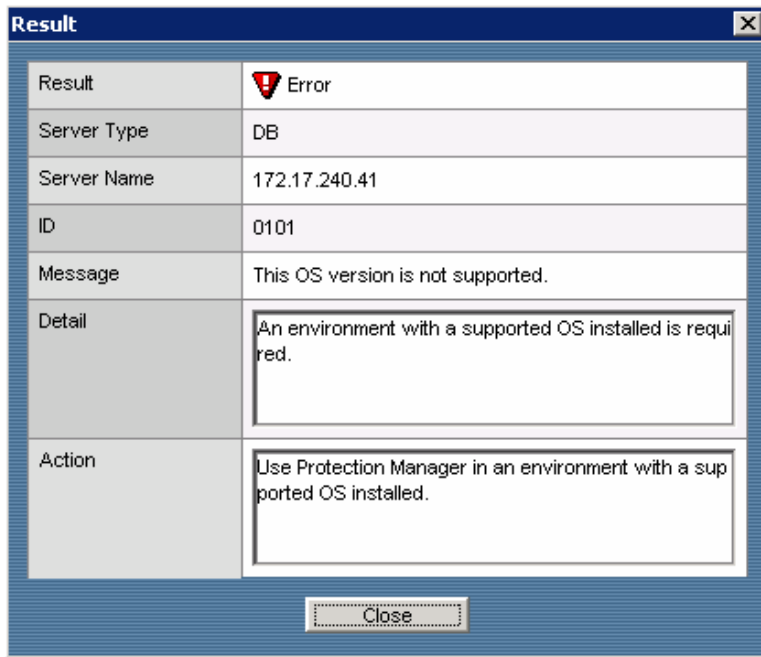 Result
Result Error
Server Type DB
Server Name 172.17.240.41
ID 0101
Message This OS version is not supported.
Detail An environment with a supported OS installed is requi
red.
Action Use Protection Manager in an environment with a sup
ported OS installed.
Close